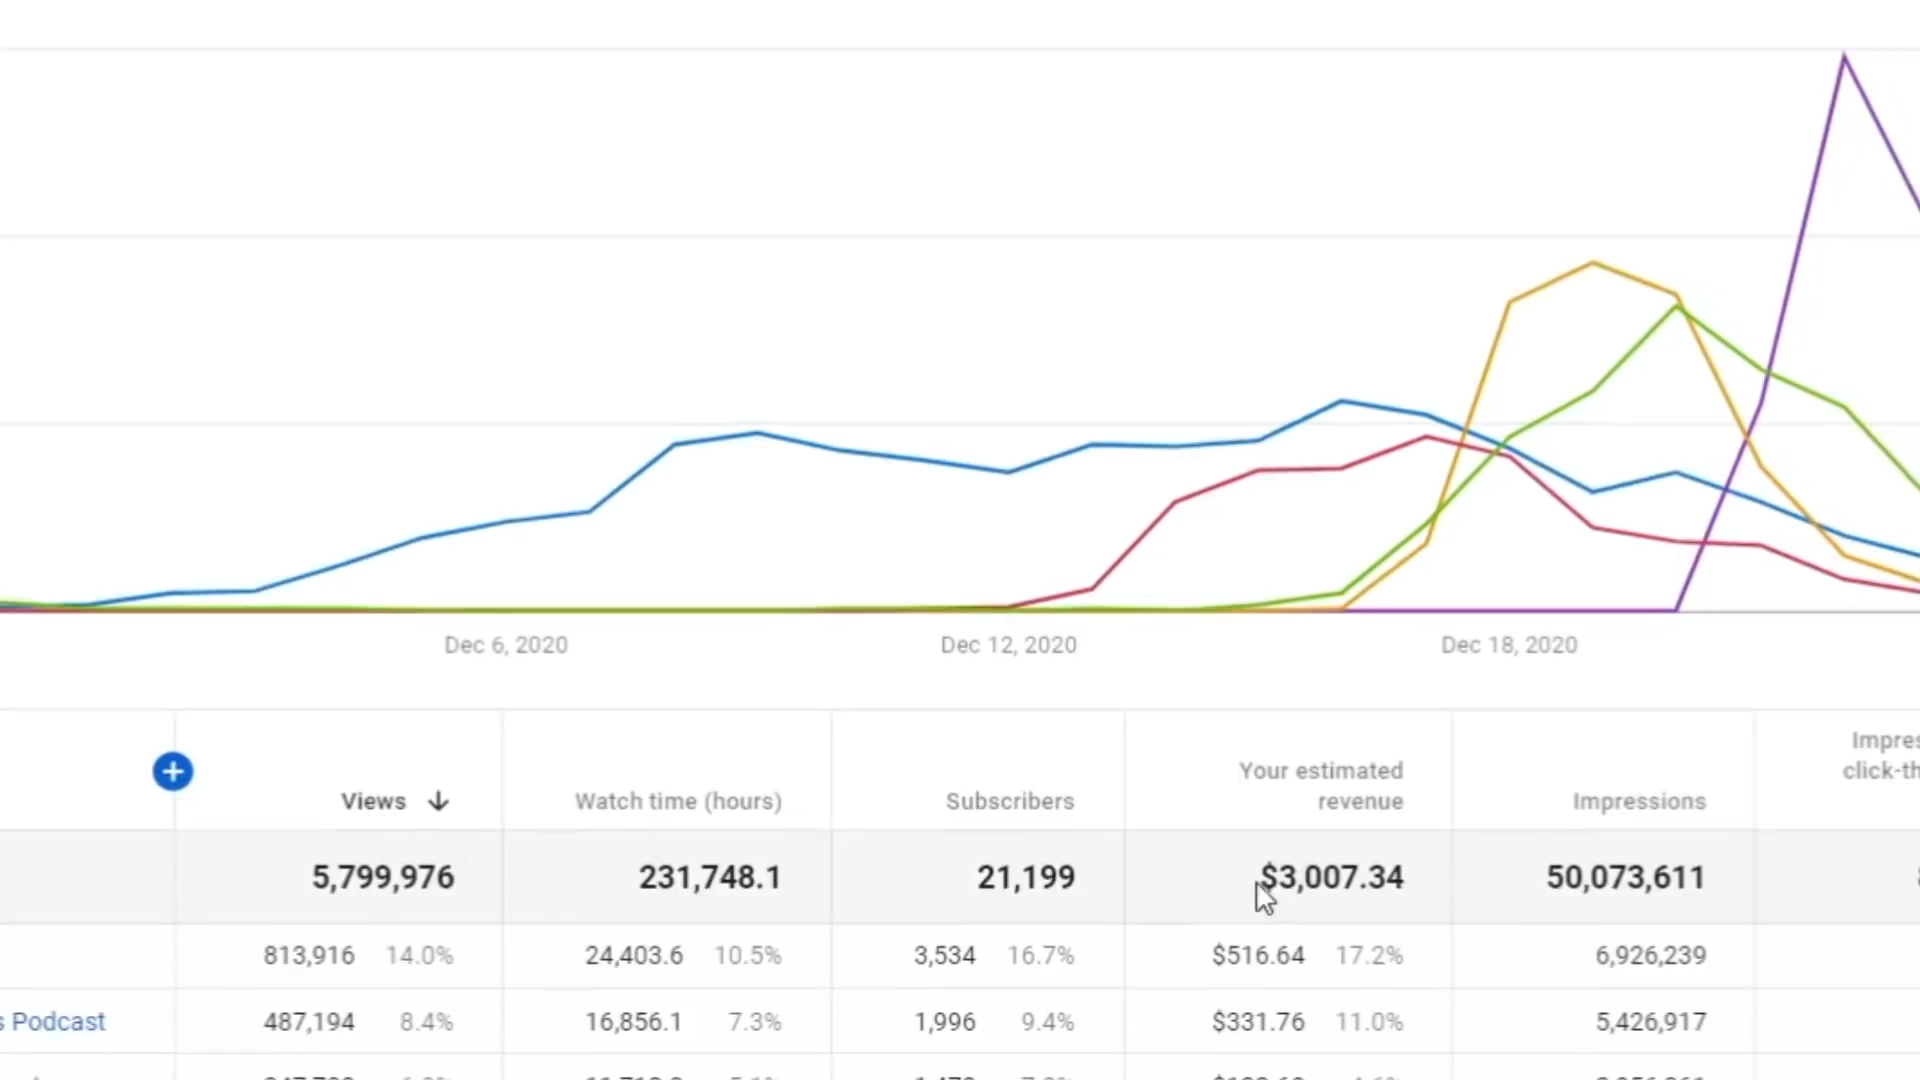 Dec 6, 2020 Dec 12, 2020 Dec 18, 2020
Impres
Your estimated click-th
Views Watch time (hours) Subscribers revenue Impressions
5,799,976 231,748.1 21,199 $3,007.34 50,073,611
813,916 14.0% 24,403.6 10.5% 3,534 16.7% $516.64 17.2% 6,926,239
s Podcast 487,194 8.4% 16,856.1 7.3% 1,996 9.4% $331.76 11.0% 5,426,917